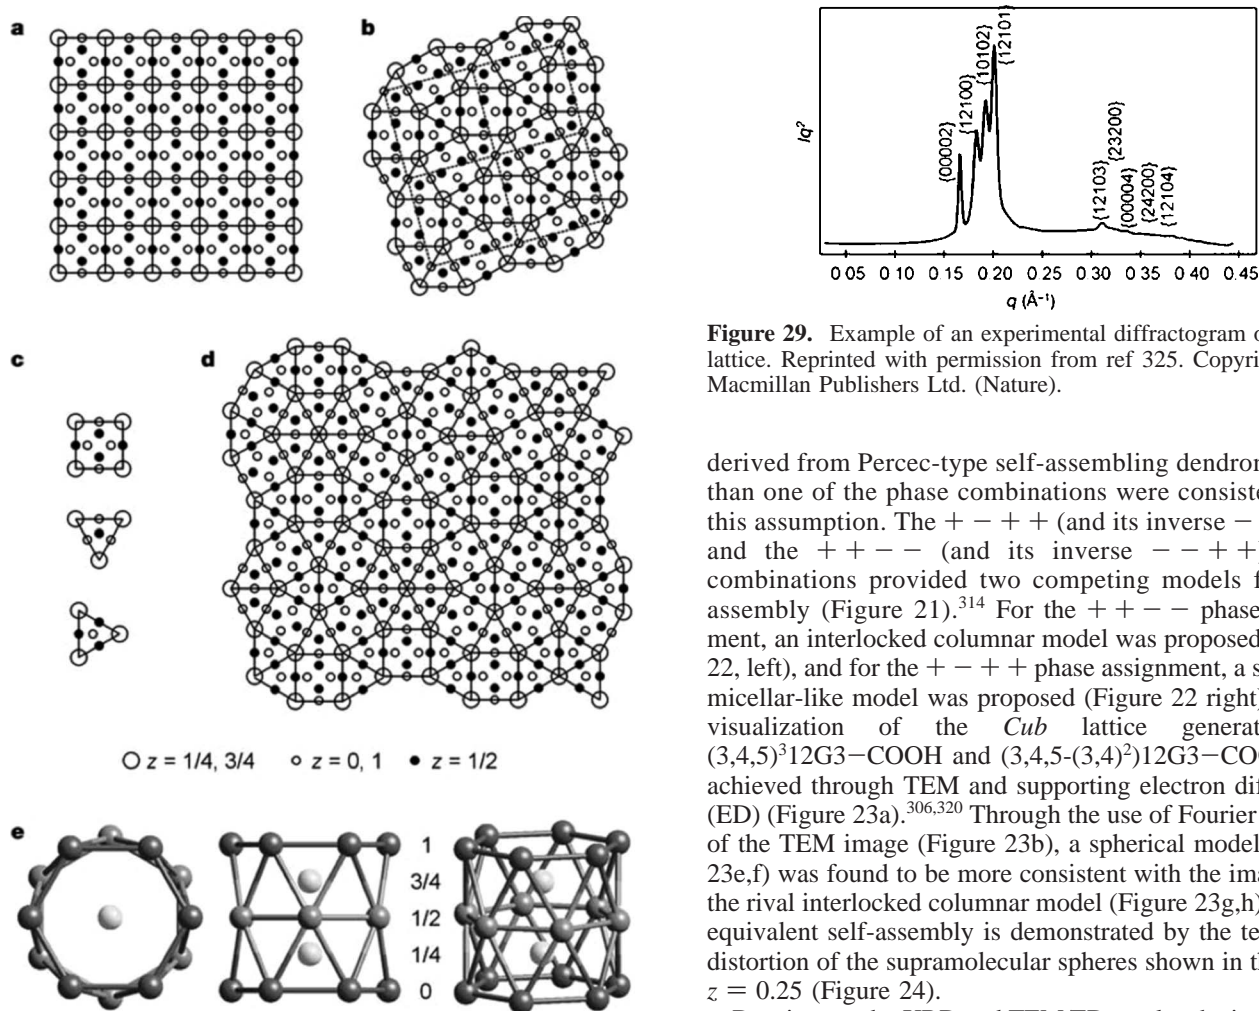 a
b
c
d
○ z = 1/4, 3/4 ○ z = 0, 1 ● z = 1/2
e
1
3/4
1/2
1/4
0
Iq²
{00002}
{12100}
{10102}
{12101}
{12103}
{23200}
{00004}
{24200}
{12104}
0 05 0 10 0 15 0 20 0 25 0 30 0 35 0 40 0.45
q (Å⁻¹)
Figure 29. Example of an experimental diffractogram
lattice. Reprinted with permission from ref 325.
Macmillan Publishers Ltd. (Nature).
derived from Percec-type self-assembling
than one of the phase combinations were
this assumption. The + − + + (and its inverse −
and the + + − − (and its inverse − − + +
combinations provided two competing models
assembly (Figure 21).³¹⁴ For the + + − − phase
ment, an interlocked columnar model was proposed
22, left), and for the + − + + phase assignment, a
micellar-like model was proposed (Figure 22 right)
visualization of the Cub lattice
(3,4,5)³12G3−COOH and (3,4,5-(3,4)²)12G3−
achieved through TEM and supporting electron
(ED) (Figure 23a).³⁰⁶,³²⁰ Through the use of Fourier
of the TEM image (Figure 23b), a spherical model
23e,f) was found to be more consistent with the
the rival interlocked columnar model (Figure 23g,h)
equivalent self-assembly is demonstrated by the
distortion of the supramolecular spheres shown in
z = 0.25 (Figure 24).